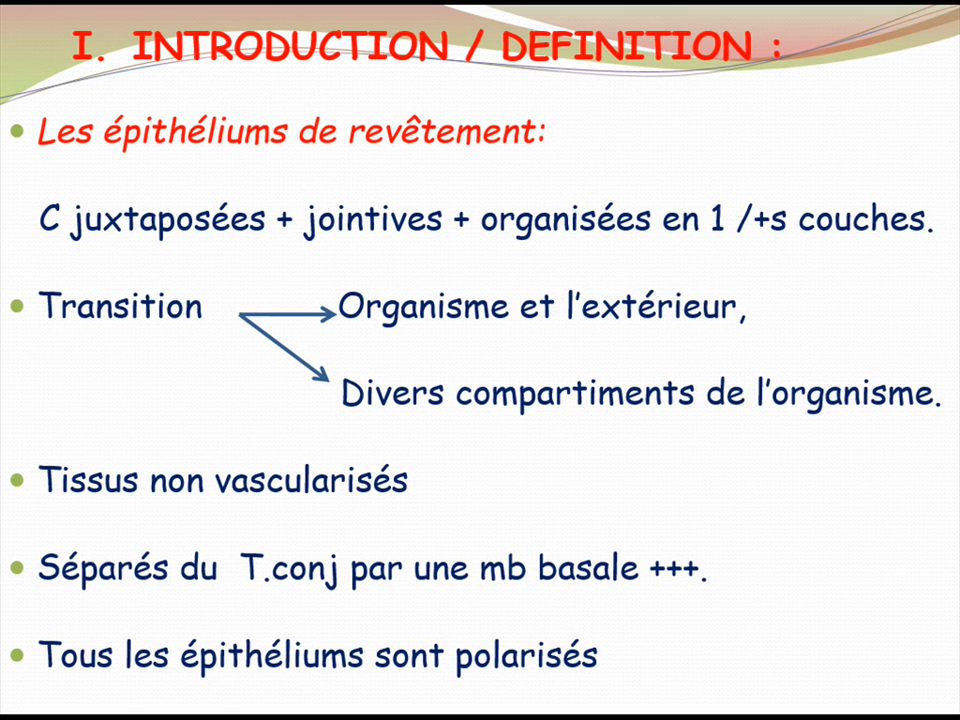 I. INTRODUCTION / DEFINITION :
• Les épithéliums de revêtement:
C juxtaposées + jointives + organisées en 1 /+s couches.
• Transition Organisme et l'extérieur,
Divers compartiments de l'organisme.
• Tissus non vascularisés
• Séparés du T.conj par une mb basale +++.
• Tous les épithéliums sont polarisés